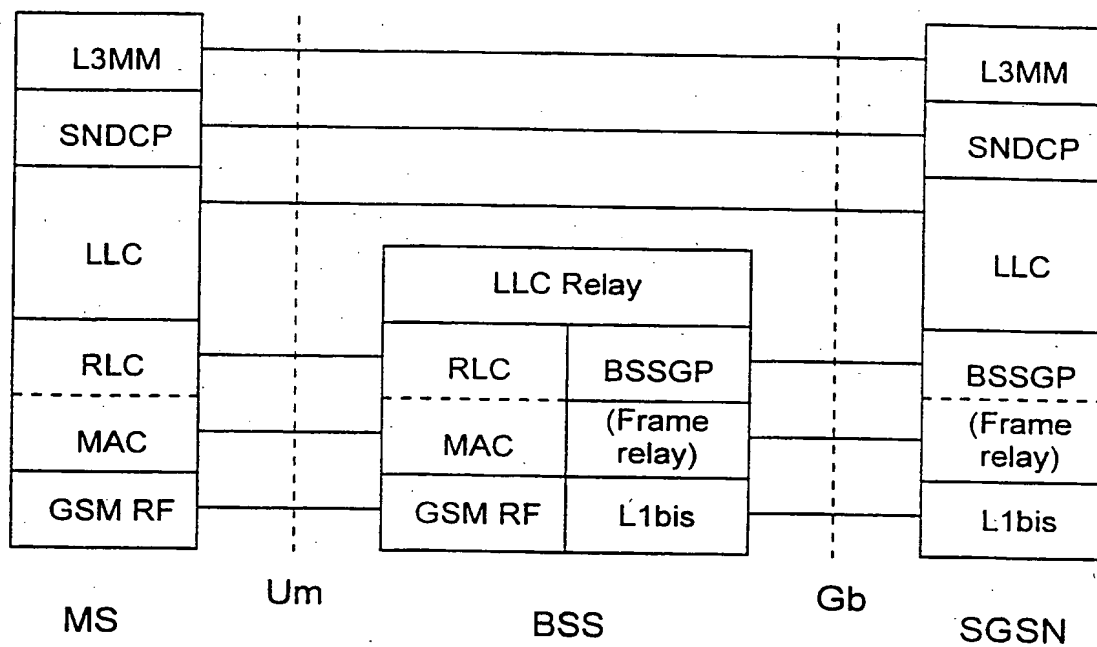 L3MM
SNDCP
LLC
RLC
MAC
GSM RF
MS
Um
LLC Relay
RLC
BSSGP
MAC
(Frame
relay)
GSM RF
L1bis
BSS
Gb
L3MM
SNDCP
LLC
BSSGP
(Frame
relay)
L1bis
SGSN